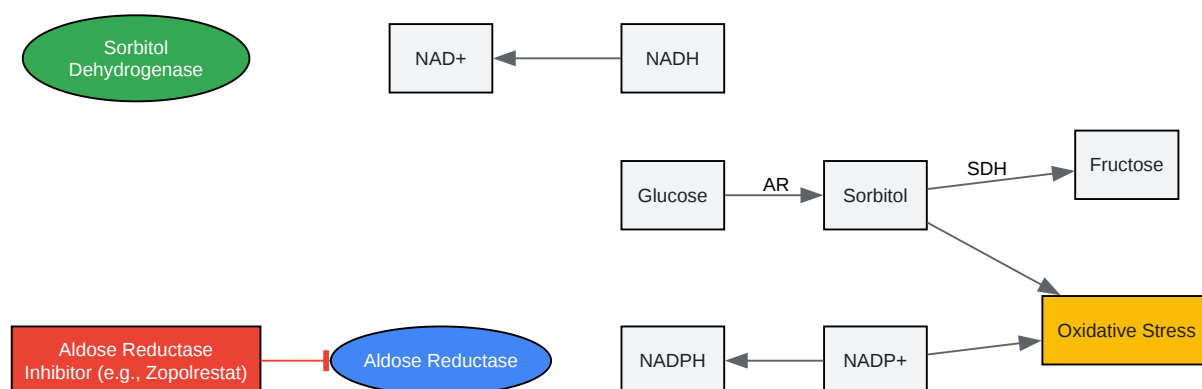 Sorbitol
Dehydrogenase
NAD+
NADH
Glucose
AR
Sorbitol
SDH
Fructose
Aldose Reductase
Inhibitor (e.g., Zopolrestat)
Aldose Reductase
NADPH
NADP+
Oxidative Stress